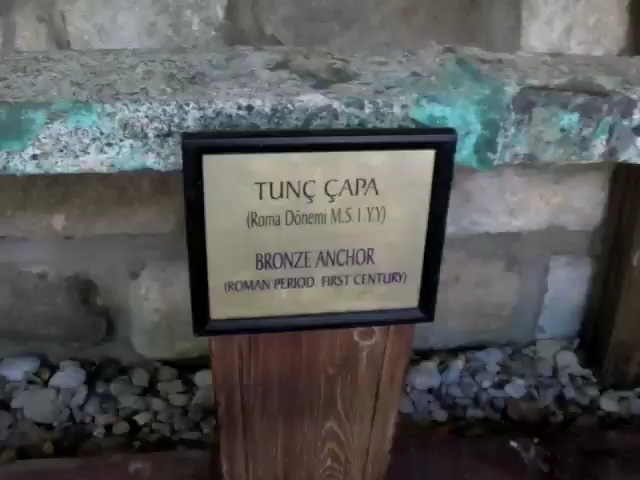 TUNÇ ÇAPA
(Roma Dönemi M.S. I. Y.Y)
BRONZE ANCHOR
(ROMAN PERIOD FIRST CENTURY)